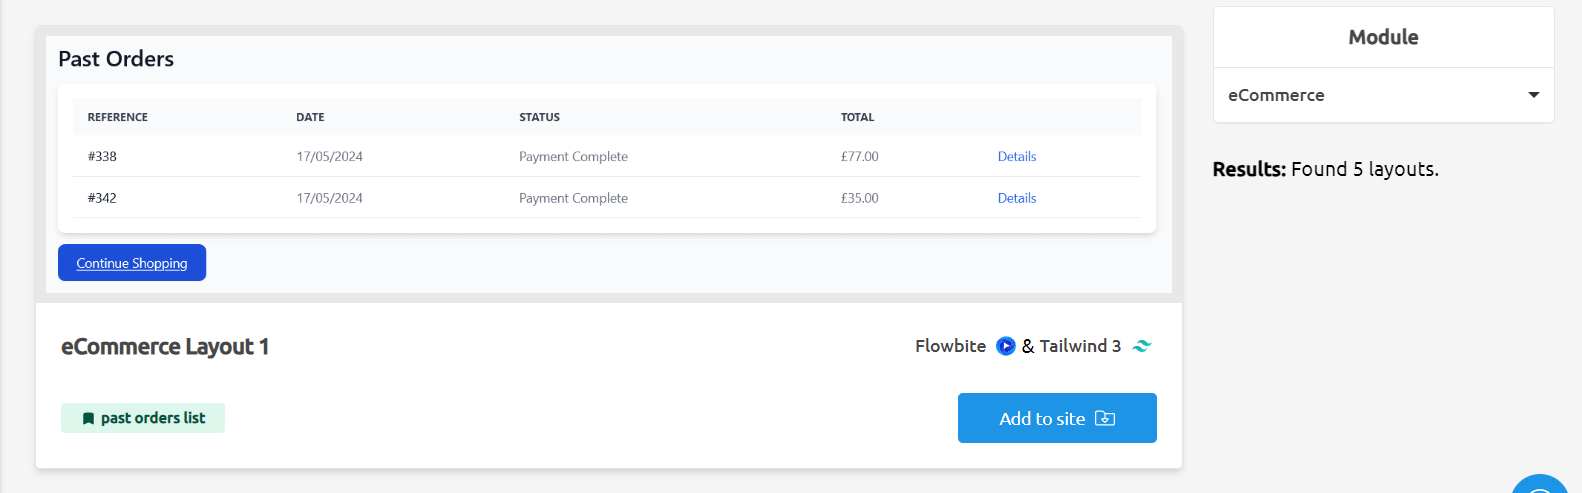 Past Orders
REFERENCE DATE STATUS TOTAL
#338 17/05/2024 Payment Complete £77.00 Details
#342 17/05/2024 Payment Complete £35.00 Details
Continue Shopping
eCommerce Layout 1
Flowbite & Tailwind 3
past orders list
Add to site
Module
eCommerce
Results: Found 5 layouts.